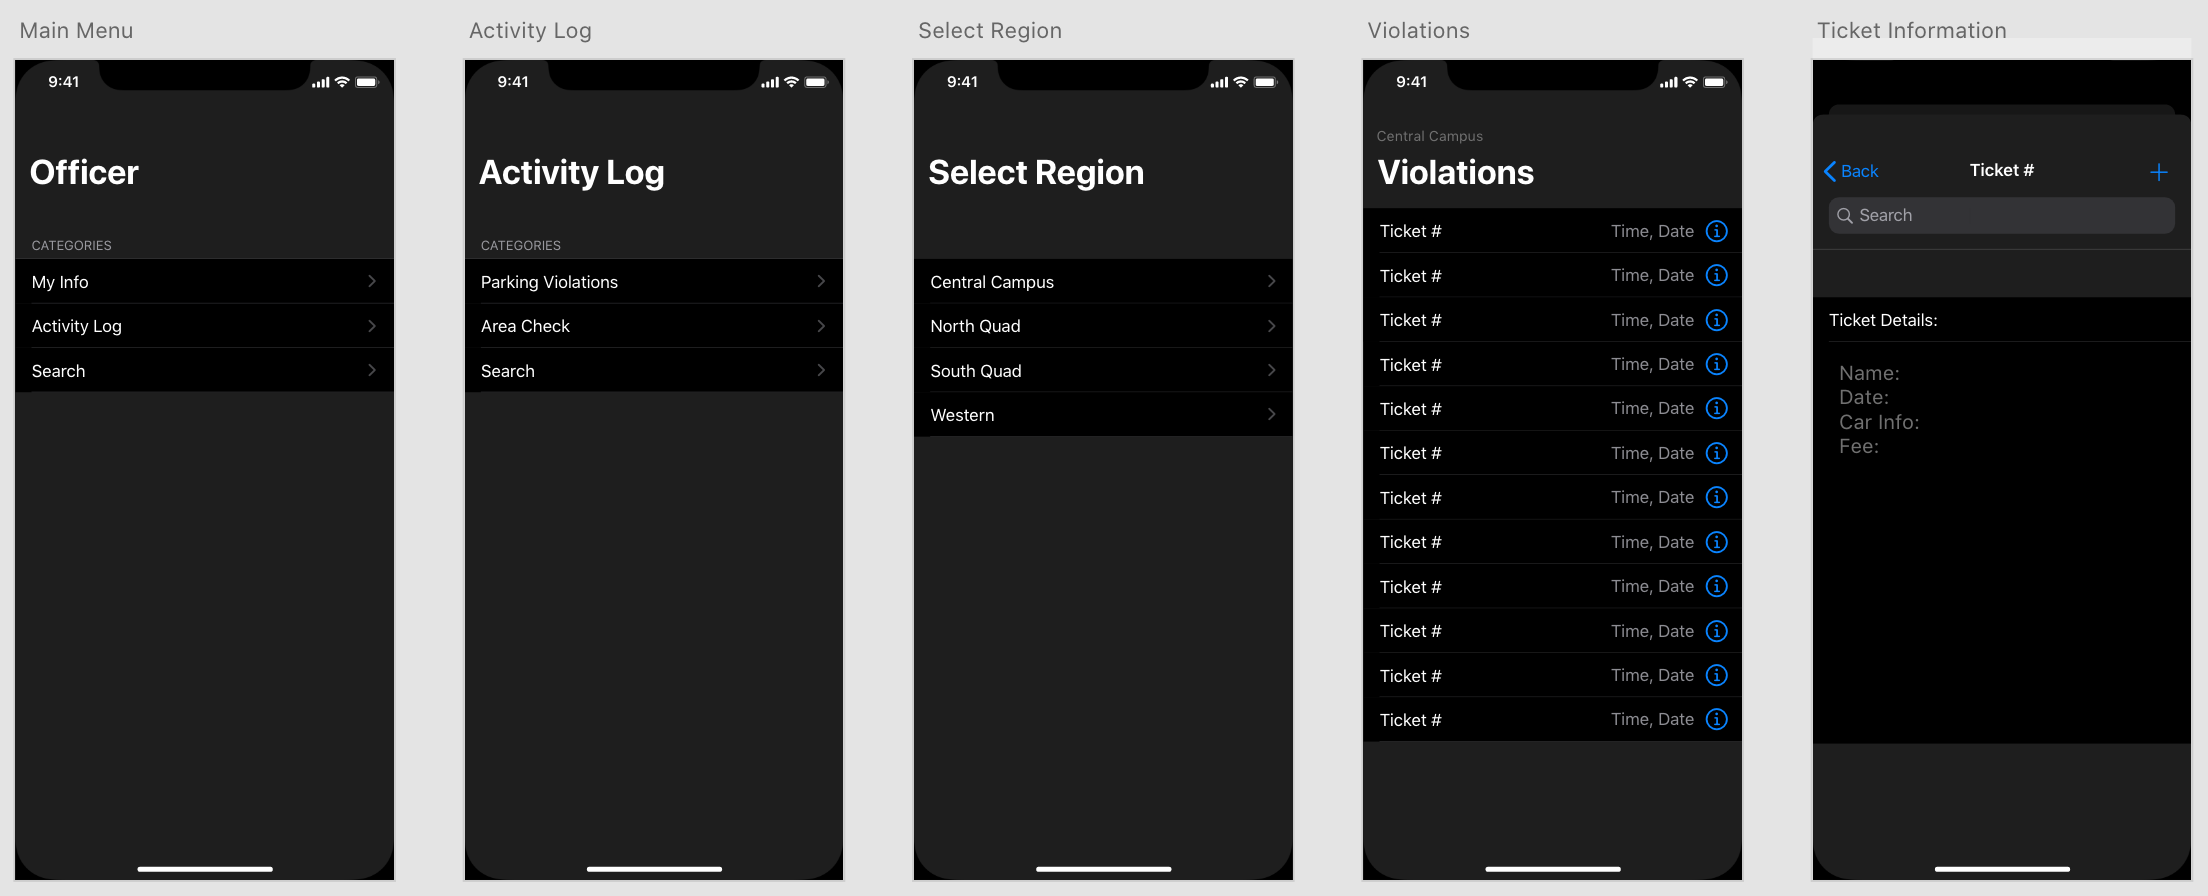 Main Menu
9:41
Officer
CATEGORIES
My Info
Activity Log
Search
Activity Log
9:41
Activity Log
CATEGORIES
Parking Violations
Area Check
Search
Select Region
9:41
Select Region
Central Campus
North Quad
South Quad
Western
Violations
9:41
Central Campus
Violations
Ticket # Time, Date
Ticket # Time, Date
Ticket # Time, Date
Ticket # Time, Date
Ticket # Time, Date
Ticket # Time, Date
Ticket # Time, Date
Ticket # Time, Date
Ticket # Time, Date
Ticket # Time, Date
Ticket # Time, Date
Ticket # Time, Date
Ticket Information
Back Ticket # +
Search
Ticket Details:
Name:
Date:
Car Info:
Fee: